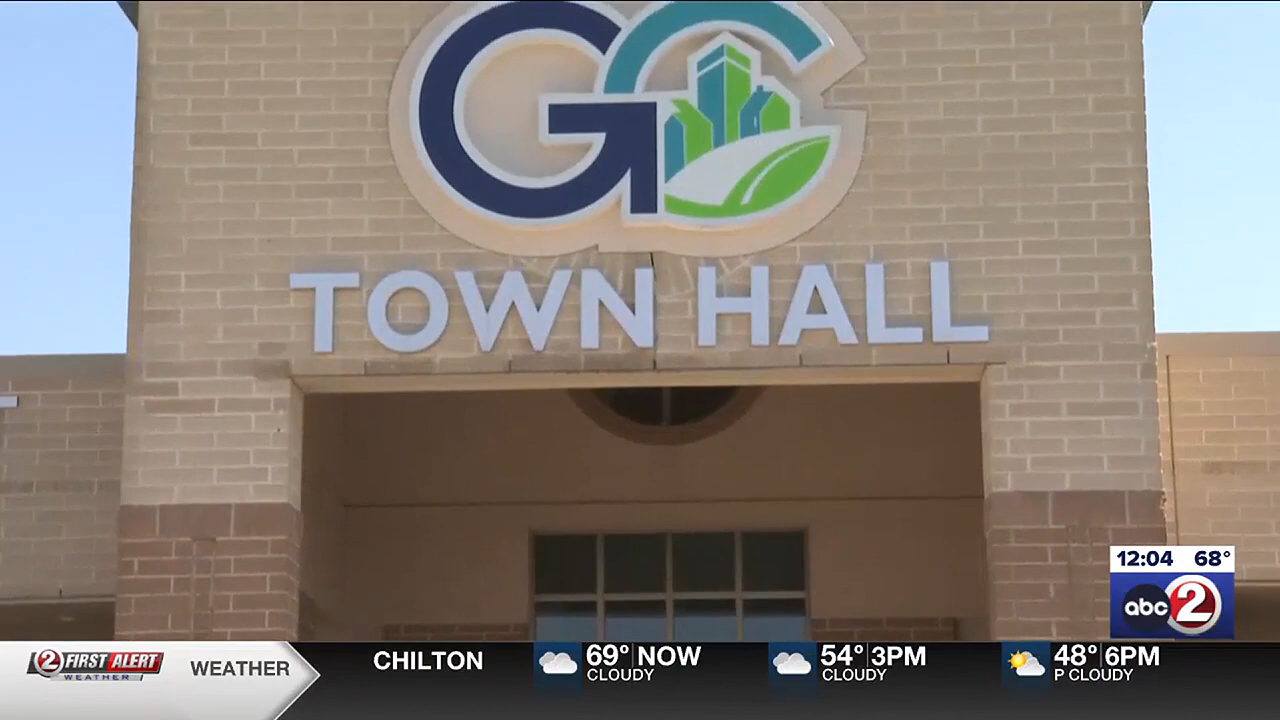 GC
TOWN HALL
12:04 68°
abc 2
2 FIRST ALERT
WEATHER
WEATHER
CHILTON
69° NOW
CLOUDY
54° 3PM
CLOUDY
48° 6PM
P CLOUDY